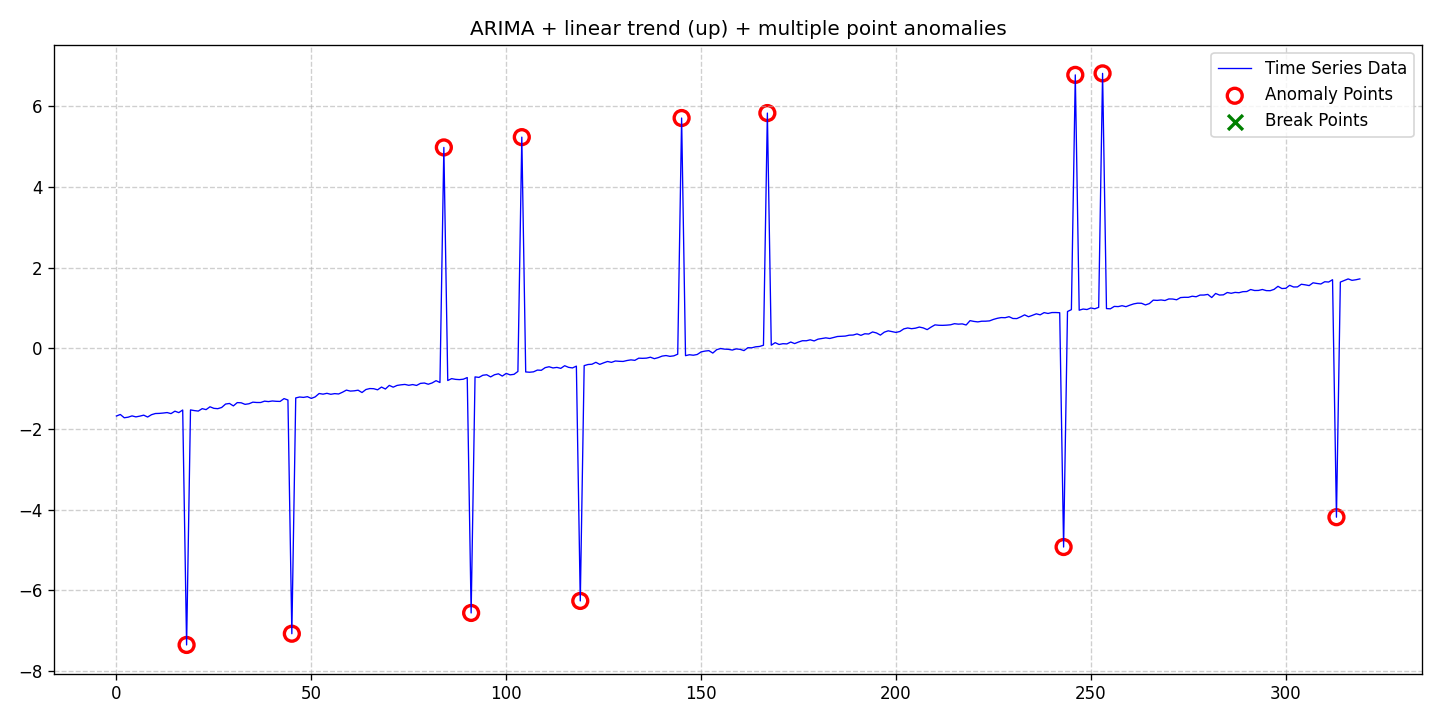 ARIMA + linear trend (up) + multiple point anomalies
Time Series Data
Anomaly Points
Break Points
6
4
2
0
−2
−4
−6
−8
0 50 100 150 200 250 300